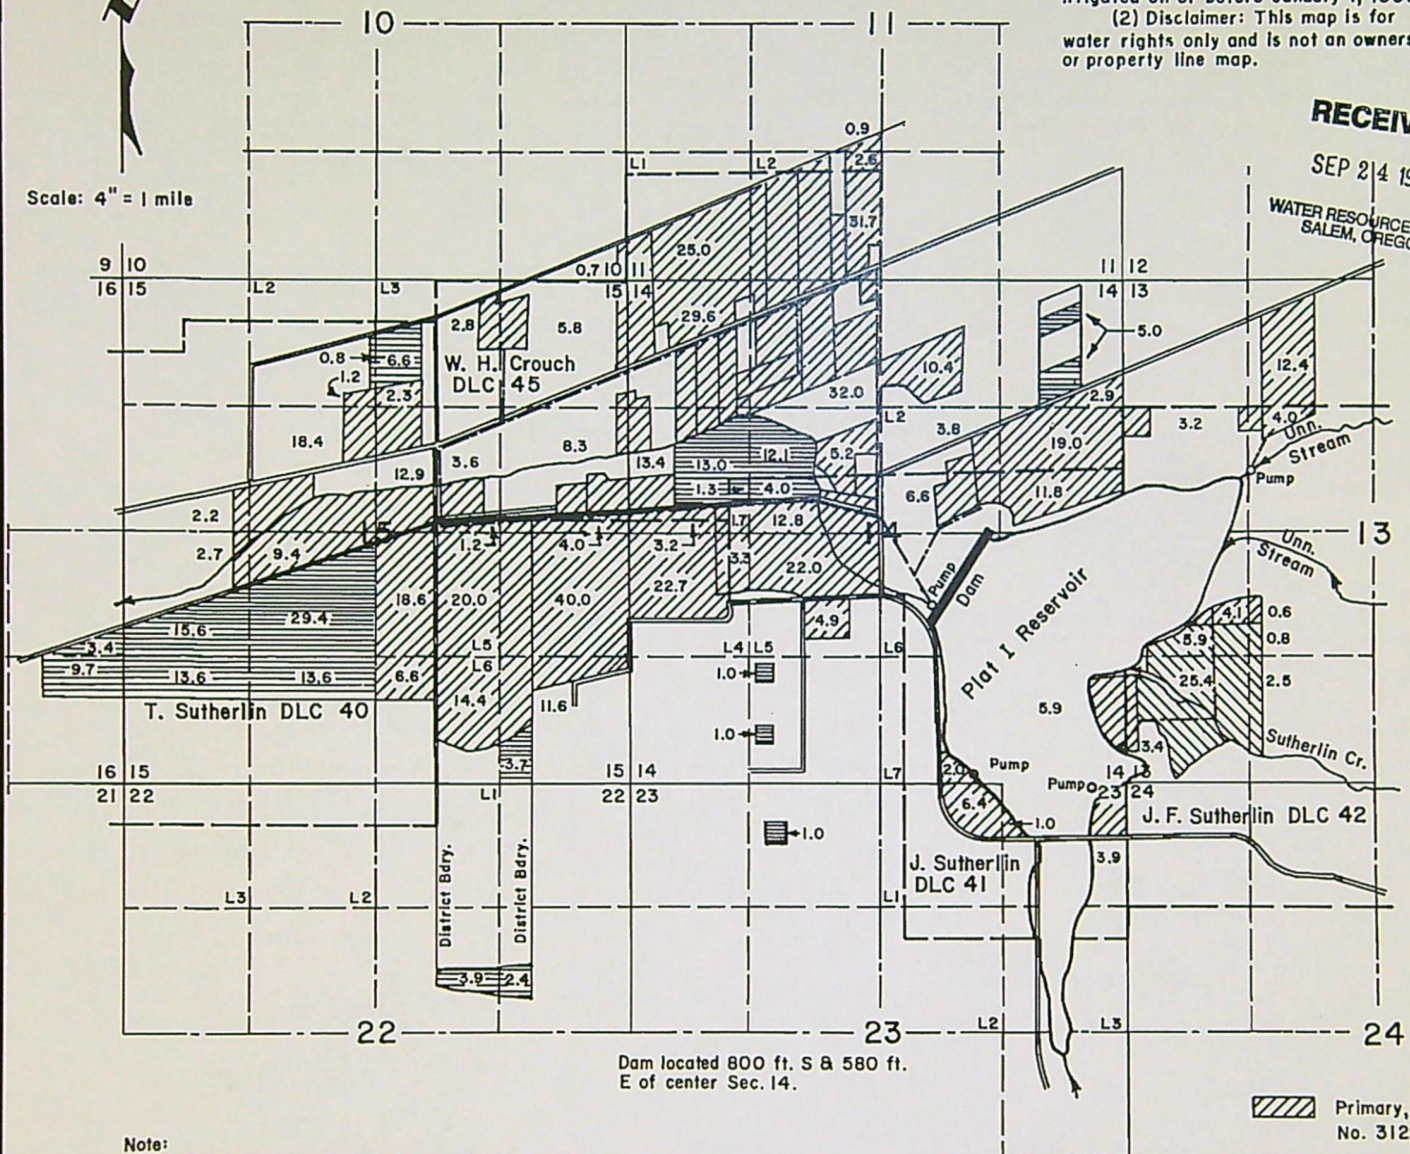 10
11
(2) Disclaimer: This map is for
water rights only and is not an owners
or property line map.
RECEIV
SEP 24 19
WATER RESOURCE
SALEM, OREGO
Scale: 4" = 1 mile
0.9
2.6
L1
L2
31.7
25.0
9 10
0.7 10 11
11 12
16 15
L2
L3
15 14
14 13
2.8
5.8
29.6
5.0
0.8
6.6
W. H. Crouch
DLC 45
10.4
12.4
1.2
2.3
32.0
2.9
L2
3.2
4.0
18.4
8.3
3.8
19.0
Unn.
Stream
12.9
3.6
13.4
13.0
12.1
5.2
Pump
2.2
1.3
4.0
6.6
11.8
1.7
12.8
14
13
2.7
9.4
15
1.2
4.0
3.2
3.3
22.0
Unn.
Stream
18.6
20.0
40.0
22.7
Pump
Dam
Plat I Reservoir
15.6
29.4
4.9
4.1
0.6
3.4
L5
L4 L5
L6
5.9
0.8
9.7
13.6
13.6
6.6
L6
1.0
25.4
2.5
T. Sutherlin DLC 40
14.4
11.6
5.9
1.0
3.4
Sutherlin Cr.
3.7
2.0
Pump
16 15
15 14
L7
14 13
21 22
L1
22 23
Pump
23 24
6.4
1.0
J. F. Sutherlin DLC 42
1.0
District Bdry.
District Bdry.
J. Sutherlin
DLC 41
3.9
L3
L2
L1
3.9
2.4
22
23
L2
L3
24
Dam located 800 ft. S & 580 ft.
E of center Sec. 14.
Primary,
No. 312
Note: